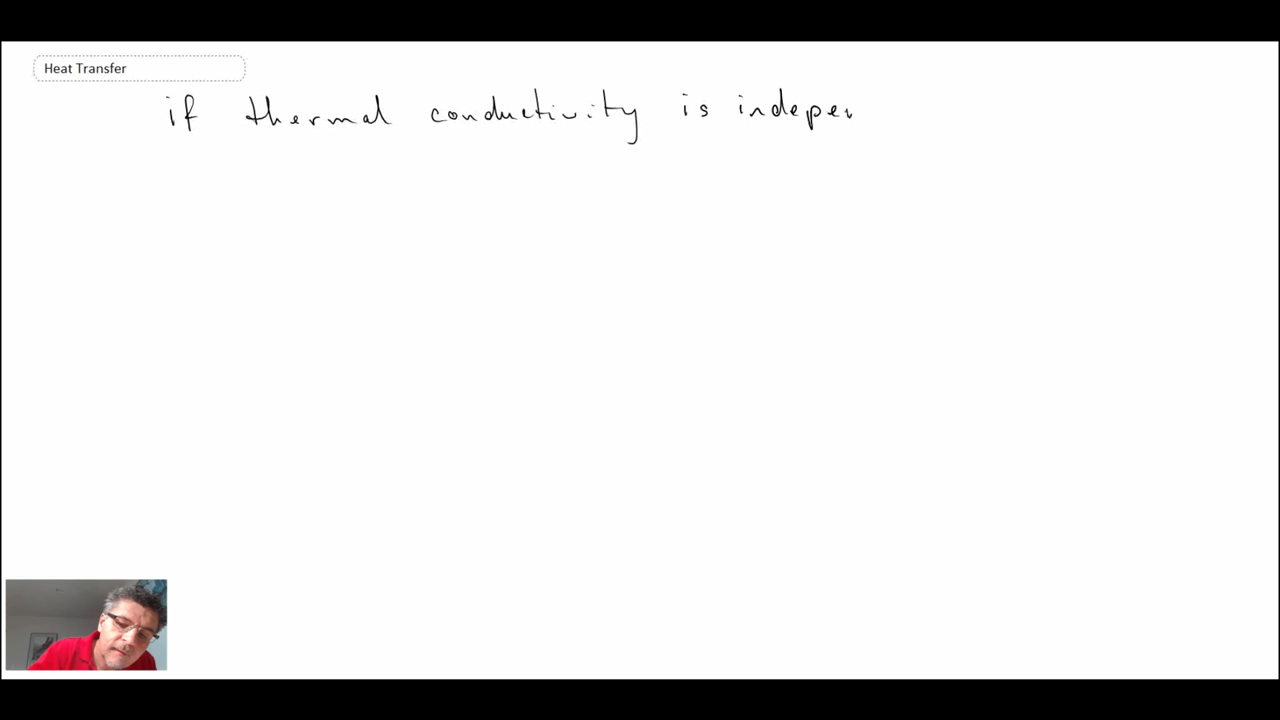 Heat Transfer
if thermal conductivity is indepen